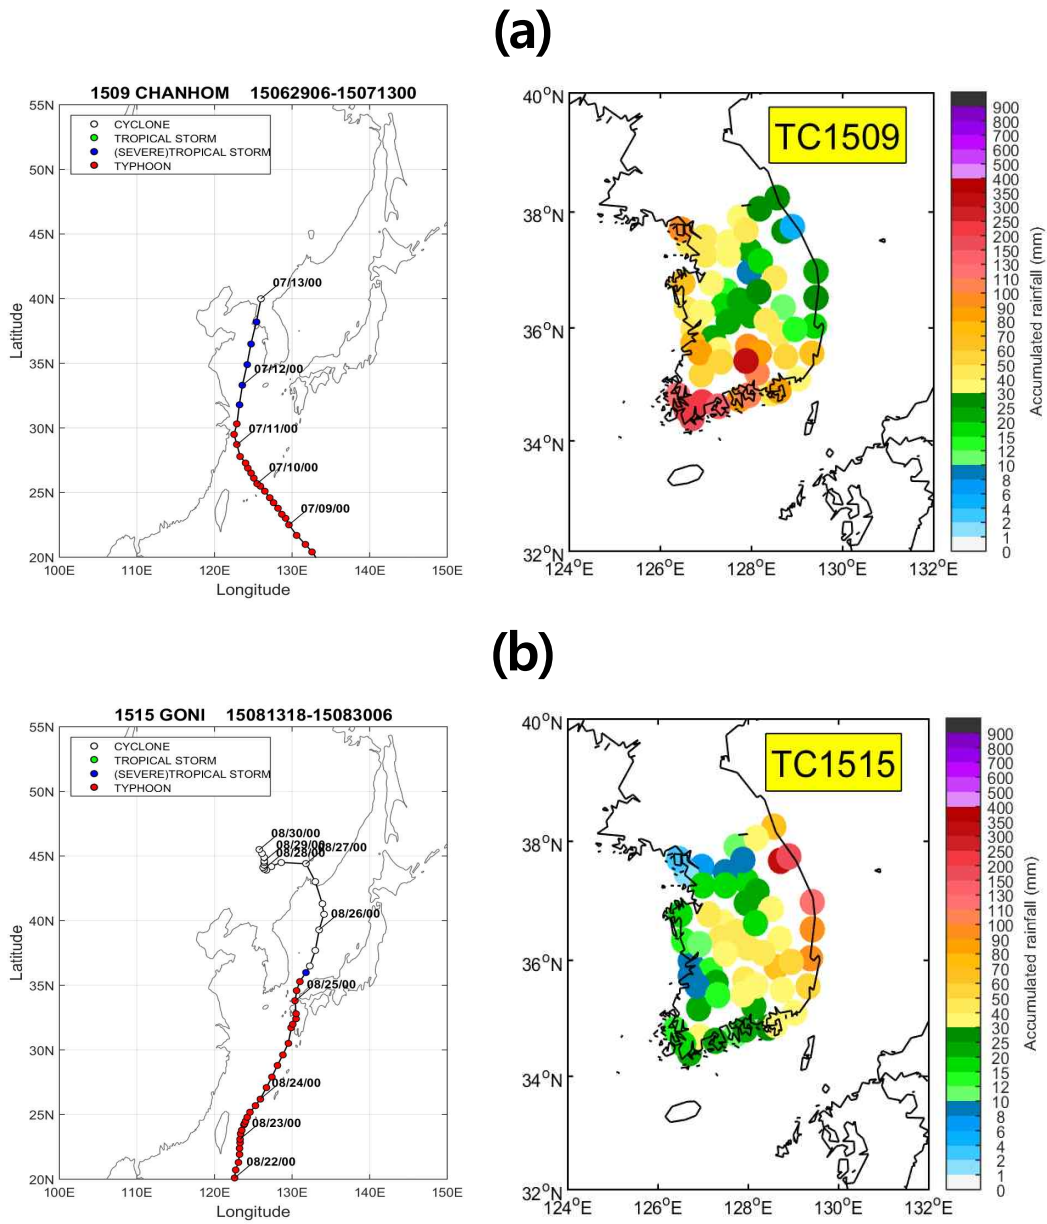 (a)
1509 CHANHOM 15062906-15071300
55N
50N
45N
40N
35N
30N
25N
20N
Latitude
CYCLONE
TROPICAL STORM
(SEVERE)TROPICAL STORM
TYPHOON
07/13/00
07/12/00
07/11/00
07/10/00
07/09/00
100E 110E 120E 130E 140E 150E
Longitude
TC1509
40°N
38°N
36°N
34°N
32°N
124°E 126°E 128°E 130°E 132°E
900
800
700
600
500
400
350
300
250
200
150
130
110
100
90
80
70
60
50
40
30
25
20
15
12
10
8
6
4
2
1
0
Accumulated rainfall (mm)
(b)
1515 GONI 15081318-15083006
55N
50N
45N
40N
35N
30N
25N
20N
Latitude
CYCLONE
TROPICAL STORM
(SEVERE)TROPICAL STORM
TYPHOON
08/30/00
08/29/00
08/27/00
08/28/00
08/26/00
08/25/00
08/24/00
08/23/00
08/22/00
100E 110E 120E 130E 140E 150E
Longitude
TC1515
40°N
38°N
36°N
34°N
32°N
124°E 126°E 128°E 130°E 132°E
900
800
700
600
500
400
350
300
250
200
150
130
110
100
90
80
70
60
50
40
30
25
20
15
12
10
8
6
4
2
1
0
Accumulated rainfall (mm)